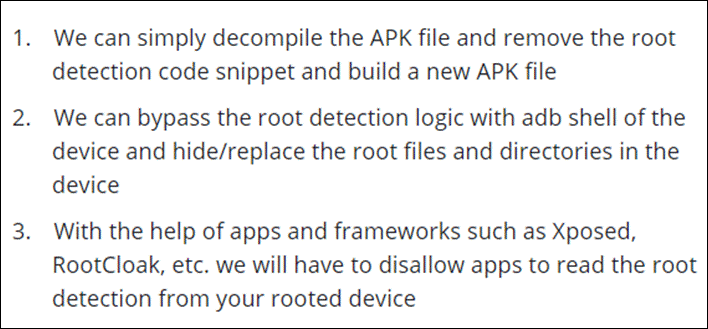 1. We can simply decompile the APK file and remove the root
detection code snippet and build a new APK file
2. We can bypass the root detection logic with adb shell of the
device and hide/replace the root files and directories in the
device
3. With the help of apps and frameworks such as Xposed,
RootCloak, etc. we will have to disallow apps to read the root
detection from your rooted device